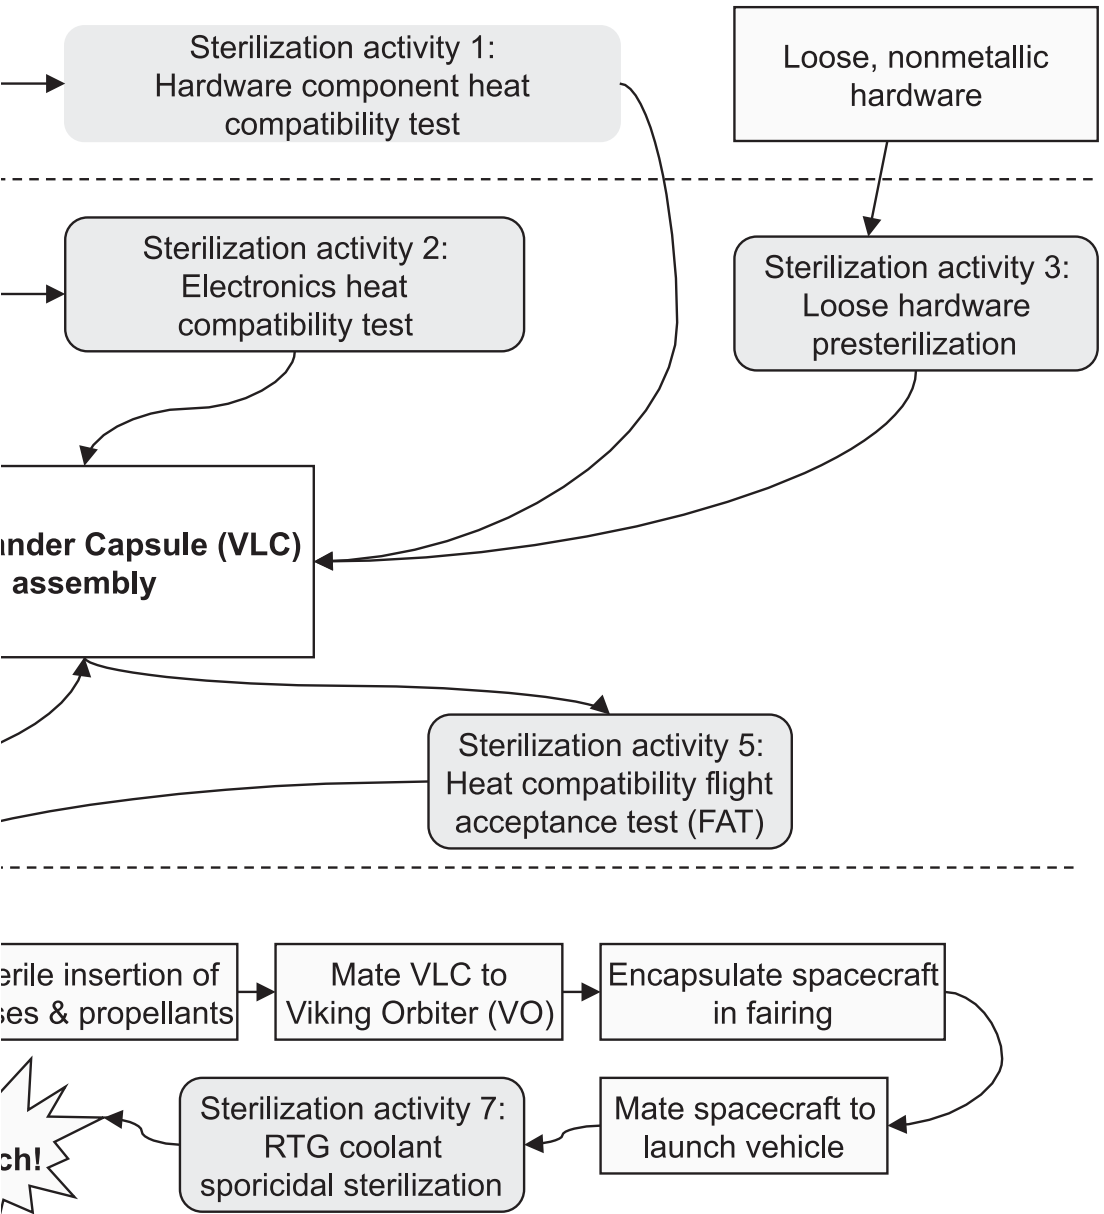 Sterilization activity 1:
Hardware component heat
compatibility test
Loose, nonmetallic
hardware
Sterilization activity 2:
Electronics heat
compatibility test
Sterilization activity 3:
Loose hardware
presterilization
ander Capsule (VLC)
assembly
Sterilization activity 5:
Heat compatibility flight
acceptance test (FAT)
erile insertion of
ses & propellants
Mate VLC to
Viking Orbiter (VO)
Encapsulate spacecraft
in fairing
Mate spacecraft to
launch vehicle
Sterilization activity 7:
RTG coolant
sporicidal sterilization
ch!